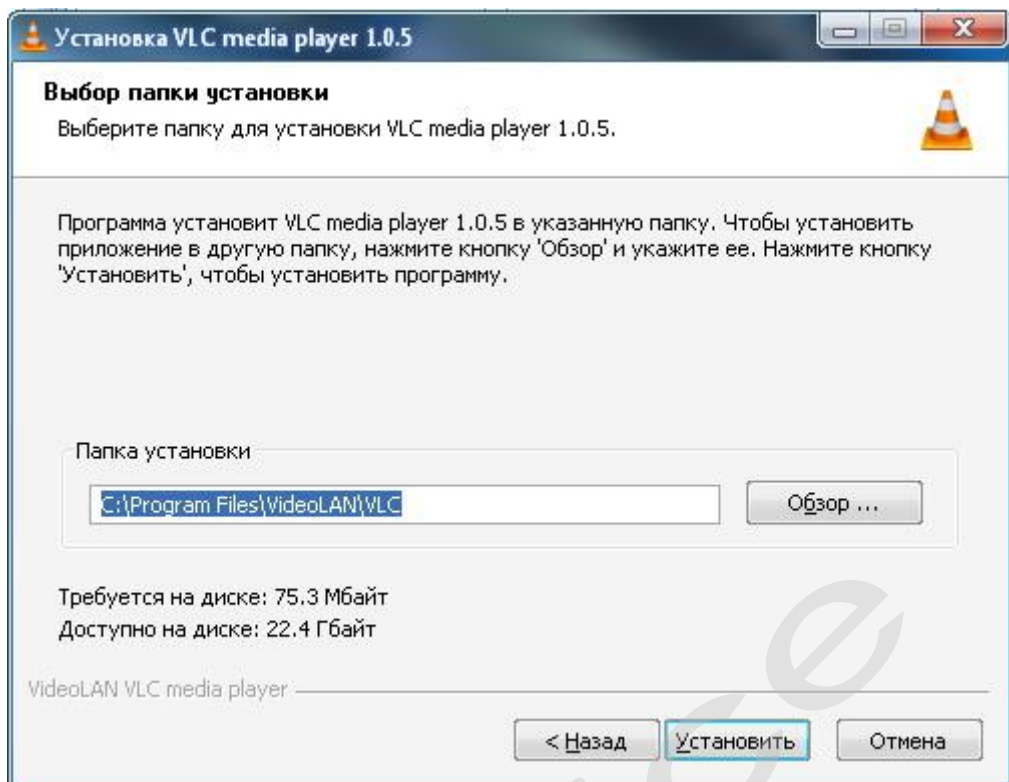 Установка VLC media player 1.0.5
Выбор папки установки
Выберите папку для установки VLC media player 1.0.5.
Программа установит VLC media player 1.0.5 в указанную папку. Чтобы установить
приложение в другую папку, нажмите кнопку 'Обзор' и укажите ее. Нажмите кнопку
'Установить', чтобы установить программу.
Папка установки
C:\Program Files\VideoLAN\VLC
Обзор ...
Требуется на диске: 75.3 Мбайт
Доступно на диске: 22.4 Гбайт
VideoLAN VLC media player
< Назад
Установить
Отмена